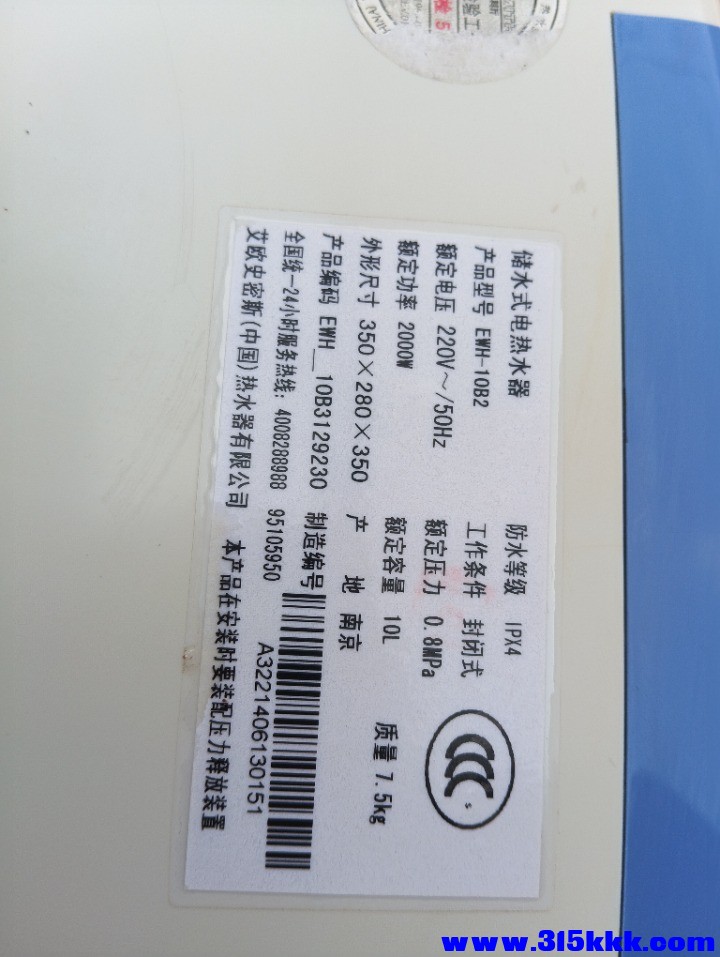 储水式电热水器 防水等级 IPX4
产品型号 EWH-10B2 工作条件 封闭式
额定电压 220V～/50Hz 额定压力 0.8MPa
额定功率 2000W 额定容量 10L 质量 7.5kg
外形尺寸 350×280×350 产 地 南京
产品编码 EWH__10B3129230 制造编号
A3221406130151
全国统一24小时服务热线: 4008288988 95105950
艾欧史密斯(中国)热水器有限公司 本产品在安装时要装配压力释放装置
www.315kkk.com